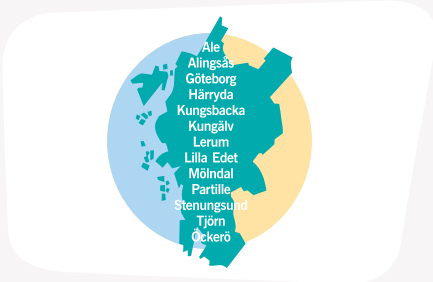 Ale
Alingsås
Göteborg
Härryda
Kungsbacka
Kungälv
Lerum
Lilla Edet
Mölndal
Partille
Stenungsund
Tjörn
Öckerö